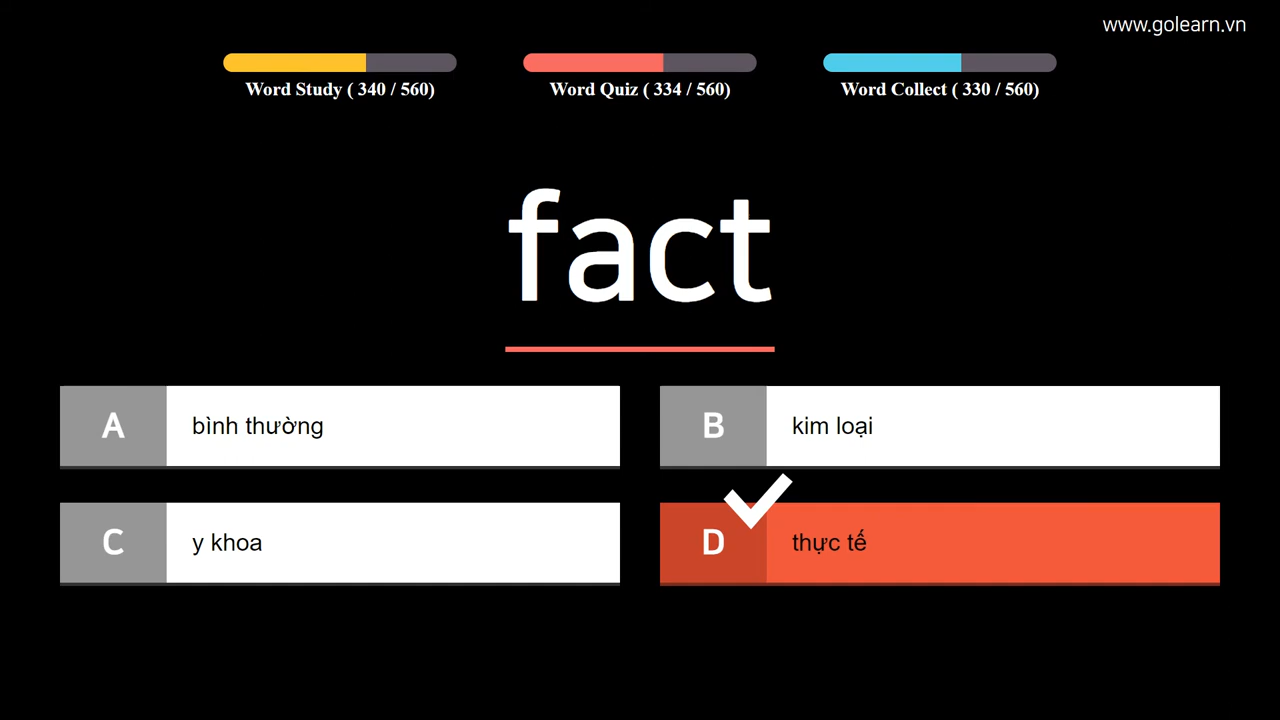 www.golearn.vn
Word Study ( 340 / 560)
Word Quiz ( 334 / 560)
Word Collect ( 330 / 560)
fact
A bình thường
B kim loại
C y khoa
D thực tế